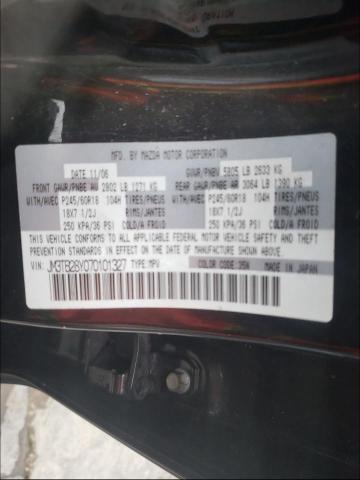 MFD. BY MAZDA MOTOR CORPORATION
DATE 11/06 GVWR/PNBV 5805 LB 2633 KG
FRONT GAWR/PNBE AV 2802 LB 1271 KG REAR GAWR/PNBE AR 3064 LB 1390 KG
WITH/AVEC P245/60R18 104H TIRES/PNEUS WITH/AVEC P245/60R18 104H TIRES/PNEUS
18X7 1/2J RIMS/JANTES 18X7 1/2J RIMS/JANTES
250 KPA/36 PSI COLD/A FROID 250 KPA/36 PSI COLD/A FROID
THIS VEHICLE CONFORMS TO ALL APPLICABLE FEDERAL MOTOR VEHICLE SAFETY AND
THEFT PREVENTION STANDARDS IN EFFECT ON THE DATE OF MANUFACTURE SHOWN ABOVE.
VIN: JM3TB28Y070101327 TYPE:MPV COLOR CODE: 35N MADE IN JAPAN